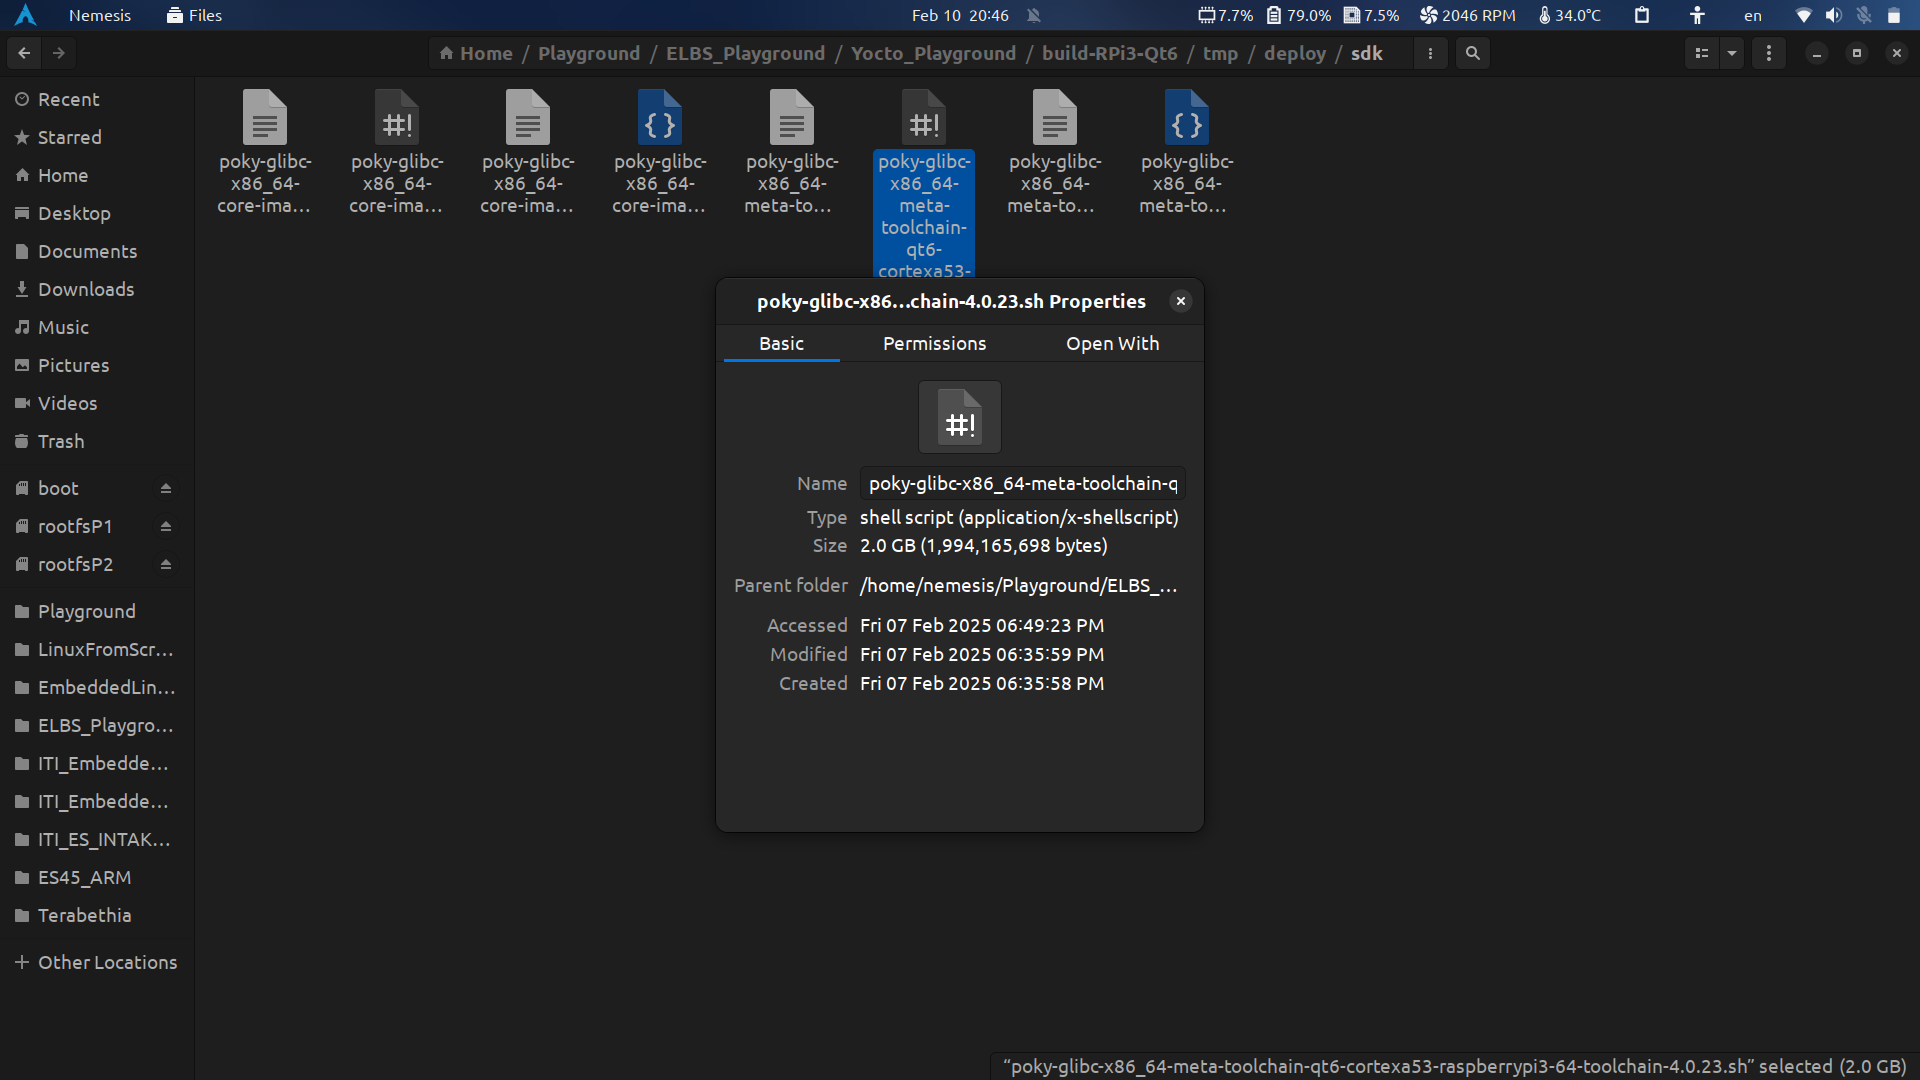 Nemesis Files Feb 10 20:46 7.7% 79.0% 7.5% 2046 RPM 34.0°C en
Home / Playground / ELBS_Playground / Yocto_Playground / build-RPi3-Qt6 / tmp / deploy / sdk
Recent
Starred
Home
Desktop
Documents
Downloads
Music
Pictures
Videos
Trash
boot
rootfsP1
rootfsP2
Playground
LinuxFromScr...
EmbeddedLin...
ELBS_Playgro...
ITI_Embedde...
ITI_Embedde...
ITI_ES_INTAK...
ES45_ARM
Terabethia
Other Locations
poky-glibc-
x86_64-
core-ima...
poky-glibc-
x86_64-
core-ima...
poky-glibc-
x86_64-
core-ima...
poky-glibc-
x86_64-
core-ima...
poky-glibc-
x86_64-
meta-to...
poky-glibc-
x86_64-
meta-
toolchain-
qt6-
cortexa53-
poky-glibc-
x86_64-
meta-to...
poky-glibc-
x86_64-
meta-to...
poky-glibc-x86...chain-4.0.23.sh Properties
Basic Permissions Open With
#!
Name poky-glibc-x86_64-meta-toolchain-q
Type shell script (application/x-shellscript)
Size 2.0 GB (1,994,165,698 bytes)
Parent folder /home/nemesis/Playground/ELBS_...
Accessed Fri 07 Feb 2025 06:49:23 PM
Modified Fri 07 Feb 2025 06:35:59 PM
Created Fri 07 Feb 2025 06:35:58 PM
“poky-glibc-x86_64-meta-toolchain-qt6-cortexa53-raspberrypi3-64-toolchain-4.0.23.sh” selected (2.0 GB)